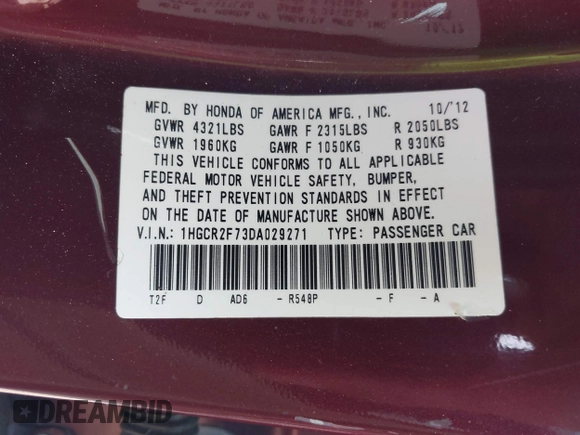 MFD. BY HONDA OF AMERICA MFG., INC. 10/'12
GVWR 4321LBS GAWR F 2315LBS R 2050LBS
GVWR 1960KG GAWR F 1050KG R 930KG
THIS VEHICLE CONFORMS TO ALL APPLICABLE
FEDERAL MOTOR VEHICLE SAFETY, BUMPER,
AND THEFT PREVENTION STANDARDS IN EFFECT
ON THE DATE OF MANUFACTURE SHOWN ABOVE.
V.I.N.: 1HGCR2F73DA029271 TYPE: PASSENGER CAR
T2F D AD6 - R548P - F - A
DREAMBID